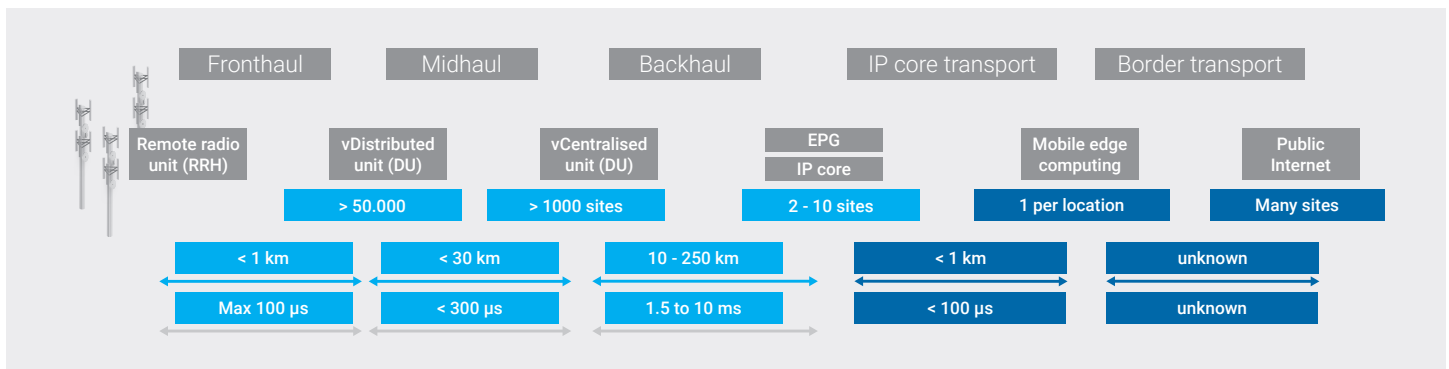 Fronthaul
Midhaul
Backhaul
IP core transport
Border transport
Remote radio
unit (RRH)
vDistributed
unit (DU)
vCentralised
unit (DU)
EPG
IP core
Mobile edge
computing
Public
Internet
> 50.000
> 1000 sites
2 - 10 sites
1 per location
Many sites
< 1 km
< 30 km
10 - 250 km
< 1 km
unknown
Max 100 µs
< 300 µs
1.5 to 10 ms
< 100 µs
unknown